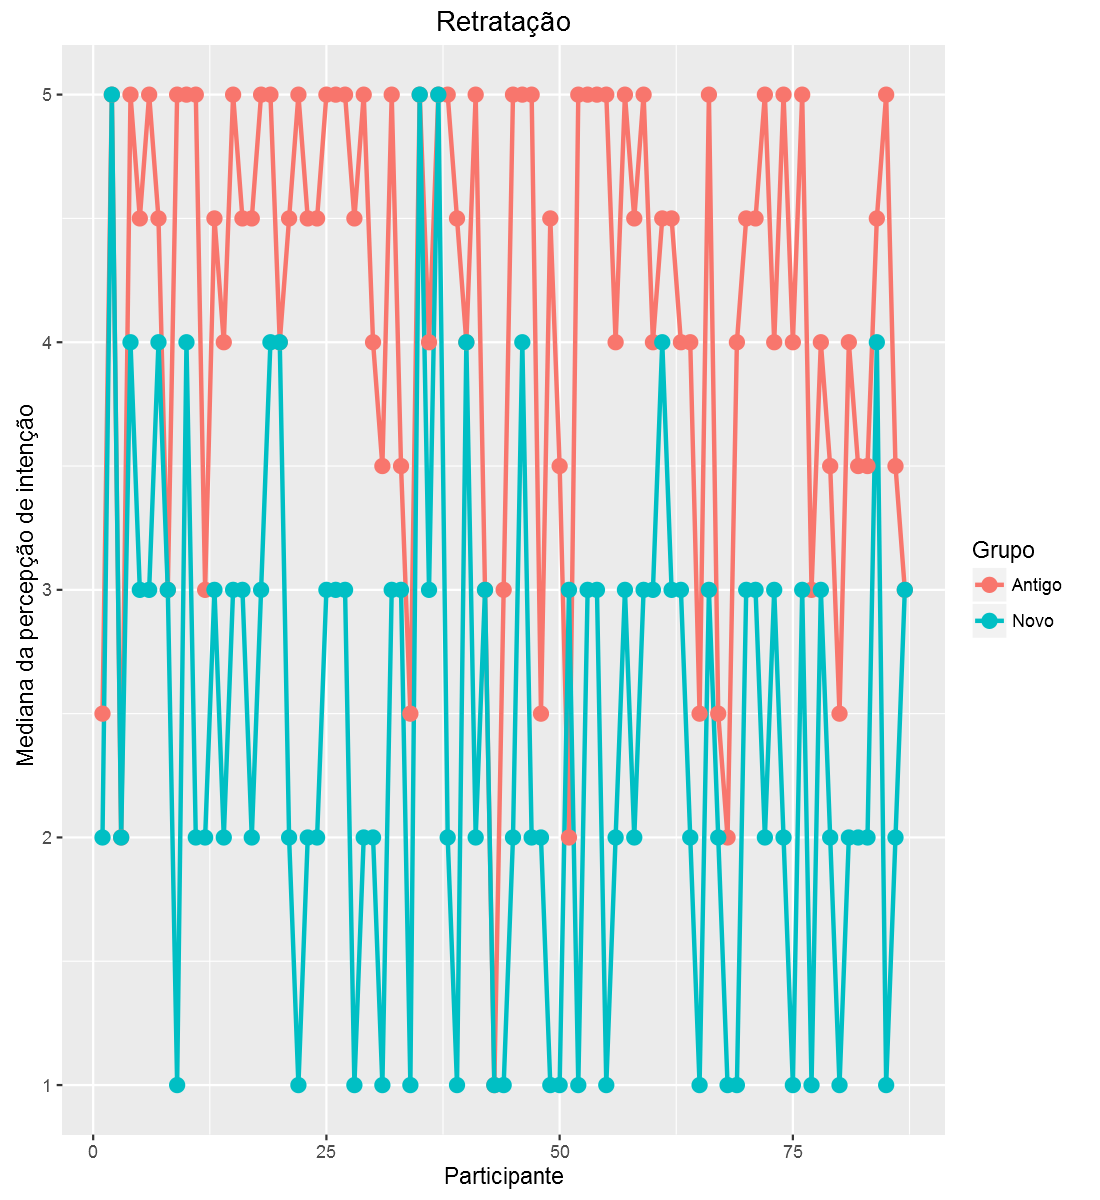 Retratação
Mediana da percepção de intenção
5
4
3
2
1
0
25
50
75
Participante
Grupo
Antigo
Novo